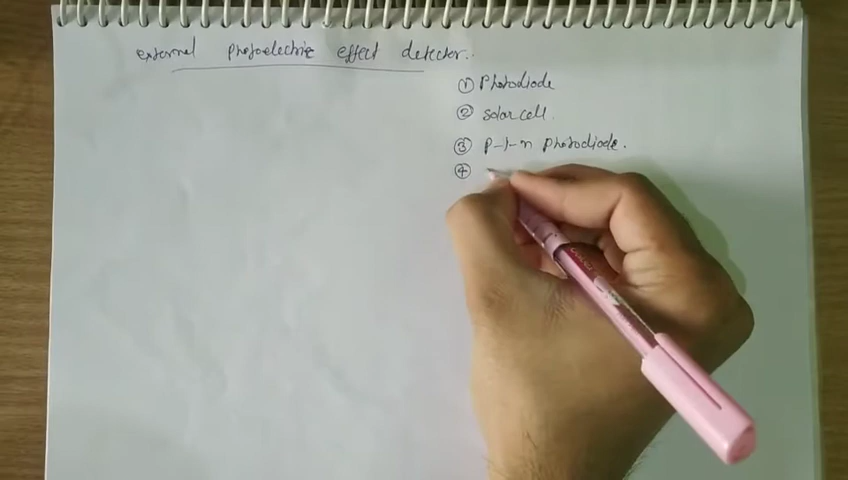 external photoelectric effect detector..
① Photodiode
② solar cell.
③ P-I-n Photodiode.
④